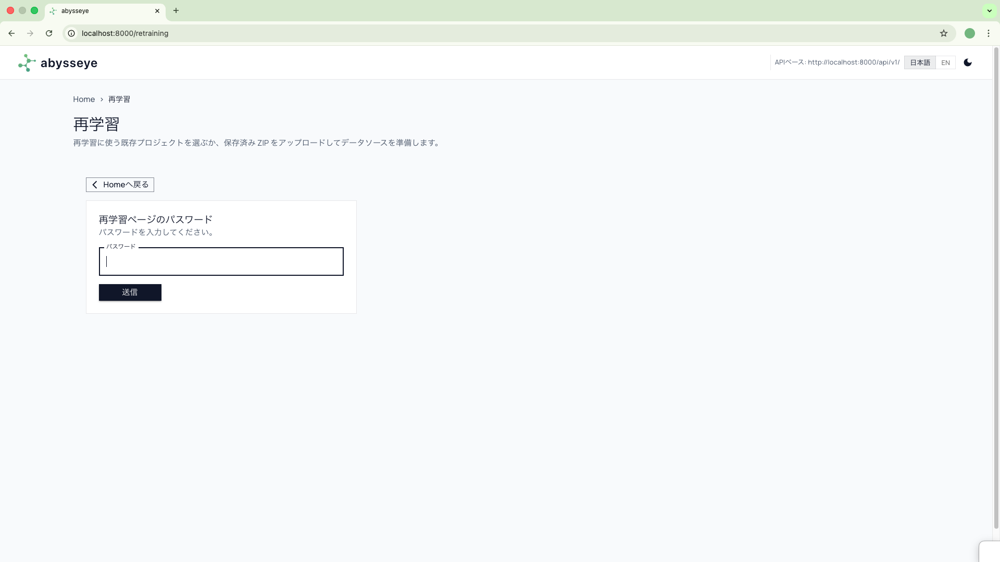 abysseye
localhost:8000/retraining
abysseye
APIベース: http://localhost:8000/api/v1/
日本語
EN
Home › 再学習
再学習
再学習に使う既存プロジェクトを選ぶか、保存済み ZIP をアップロードしてデータソースを準備します。
Homeへ戻る
再学習ページのパスワード
パスワードを入力してください。
パスワード
送信